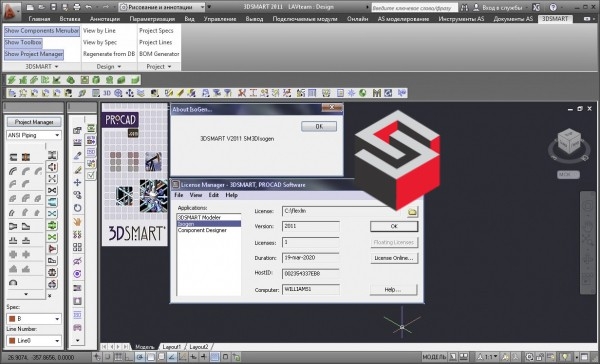 Рисование и аннотации
3DSMART 2011
LAVteam : Design
Введите ключевое слово/фразу
Вход в службы
Главная
Вставка
Аннотации
Параметризация
Вид
Управление
Вывод
Подключаемые модули
Онлайн
AS моделирование
Инструменты AS
Документы AS
3DSMART
Show Components Menubar
View by Line
Project Specs
Show Toolbox
View by Spec
Project Lines
Show Project Manager
Regenerate from DB
BOM Generator
3DSMART
Design
Project
Project Manager
ANSI Piping
Spec:
B
Line Number:
Line0
PROCAD
2011
3DSMART
About IsoGen...
OK
3DSMART V2011 SM3DIsogen
License Manager - 3DSMART, PROCAD Software
File View Edit Help
Applications:
3DSMART Modeler
Isogen
Component Designer
License: C:\flexlm
Version: 2011
OK
Licenses: 1
Floating Licenses
Duration: 19-mar-2020
License Online...
HostID: 002354337EB8
Computer: WILLIAMS1
Help...
Модель
Layout1
Layout2
26.9074, -357.8656, 0.0000
МОДЕЛЬ